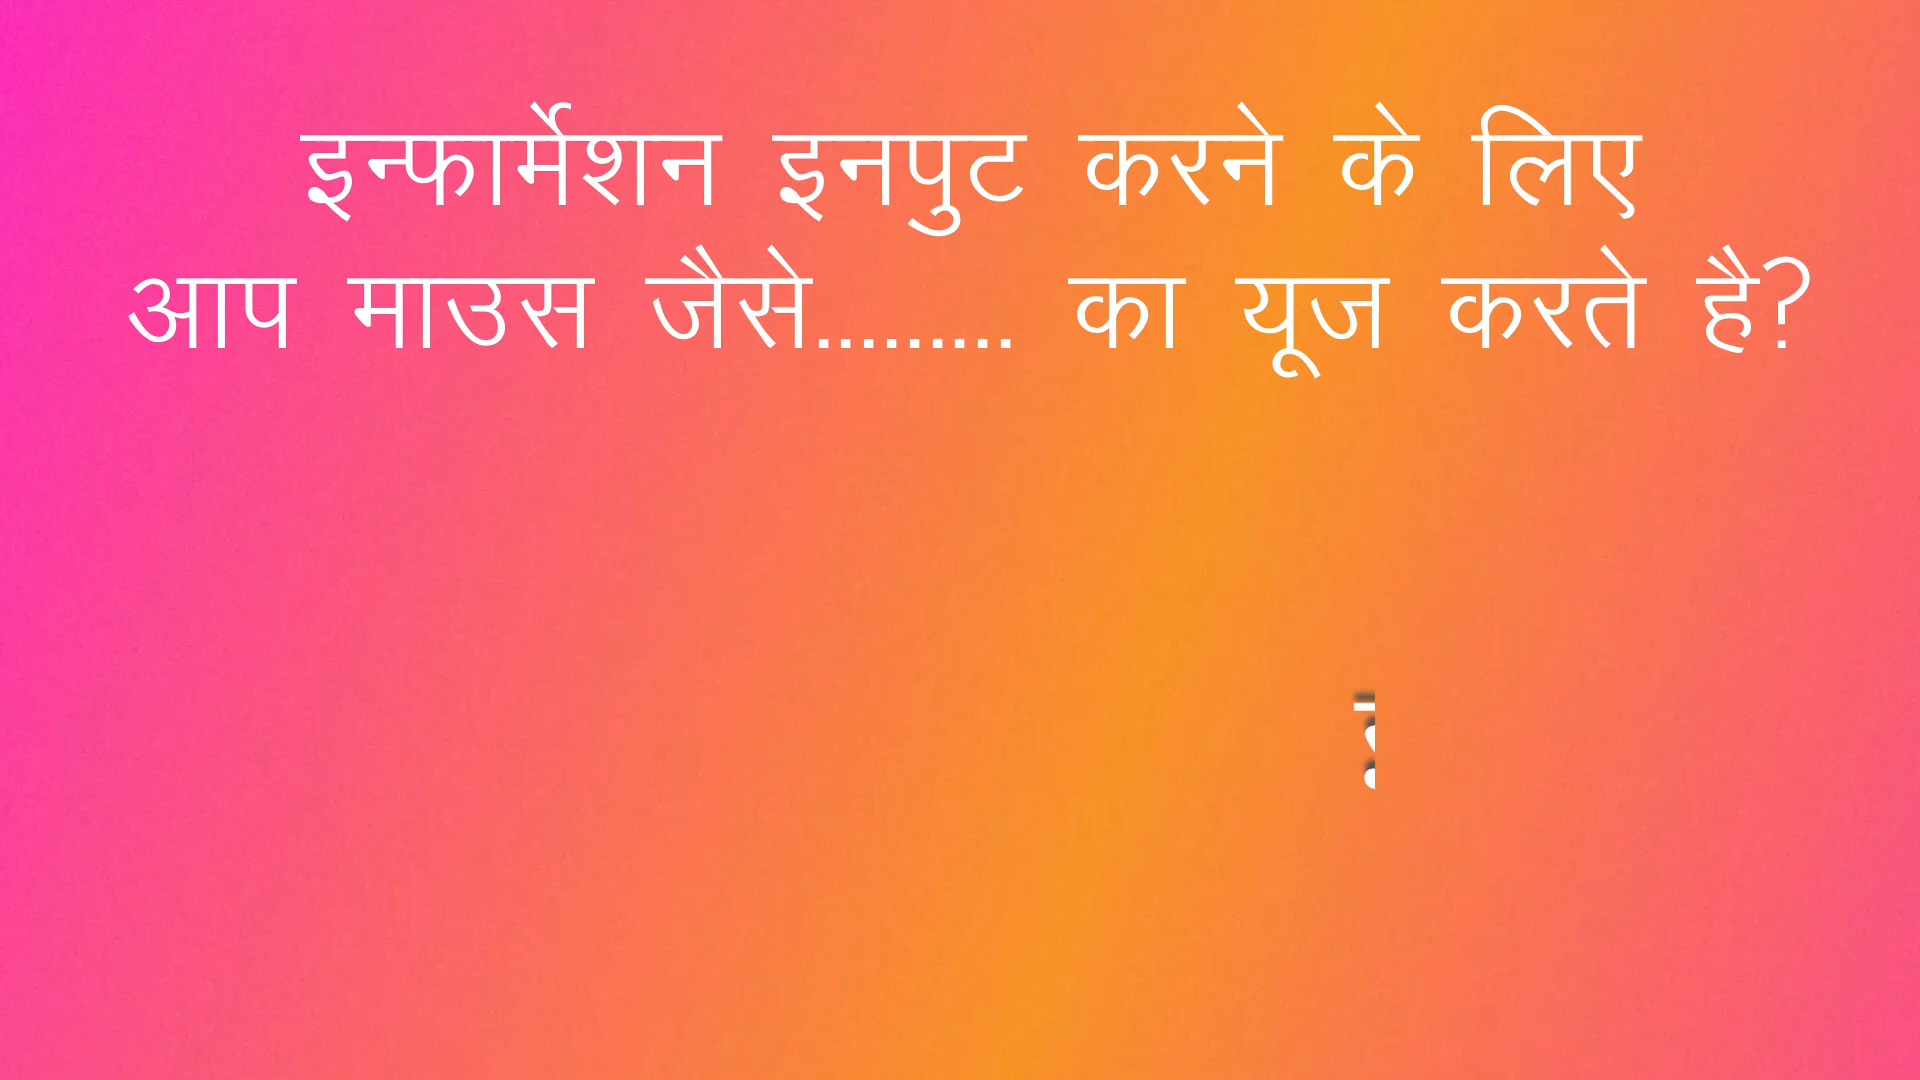 इन्फार्मेशन इनपुट करने के लिए
आप माउस जैसे......... का यूज करते है?